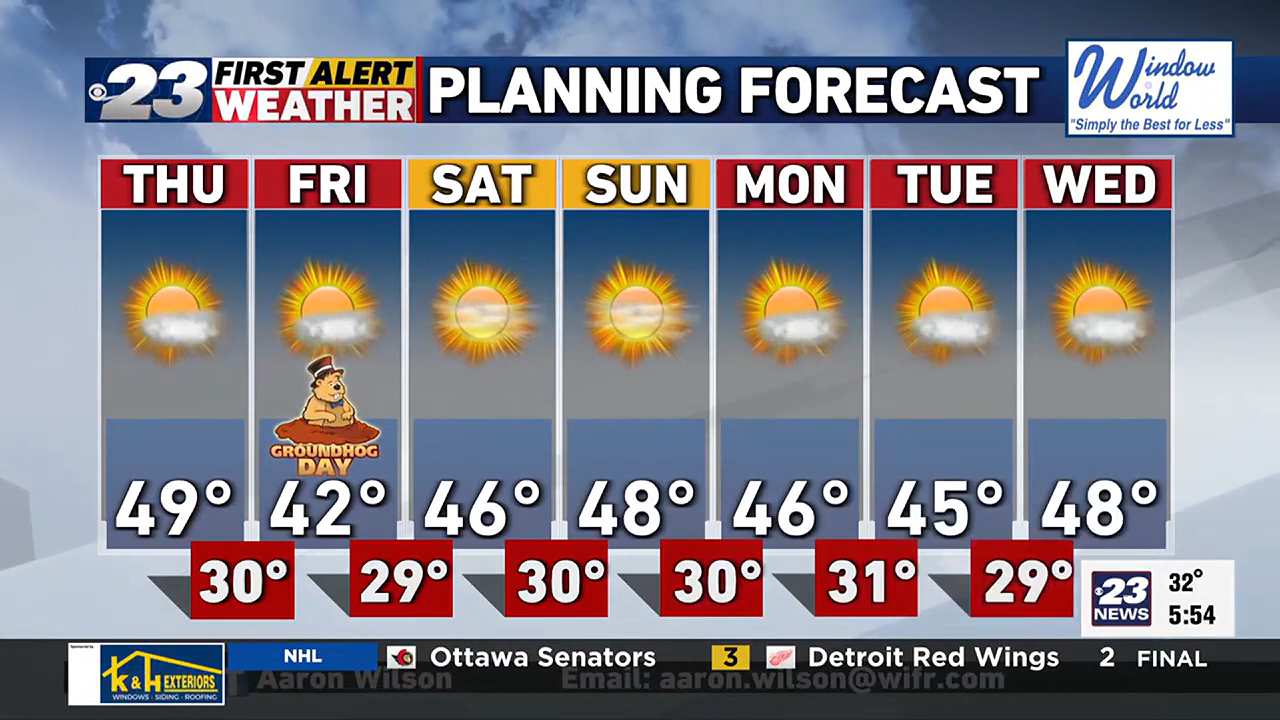 23 FIRST ALERT WEATHER
PLANNING FORECAST
Window World
"Simply the Best for Less"
THU FRI SAT SUN MON TUE WED
GROUNDHOG DAY
49° 42° 46° 48° 46° 45° 48°
30° 29° 30° 30° 31° 29°
23 NEWS
32°
5:54
Sponsored by
K&H EXTERIORS
WINDOWS - SIDING - ROOFING
NHL Ottawa Senators 3 Detroit Red Wings 2 FINAL
Aaron Wilson Email: aaron.wilson@wifr.com